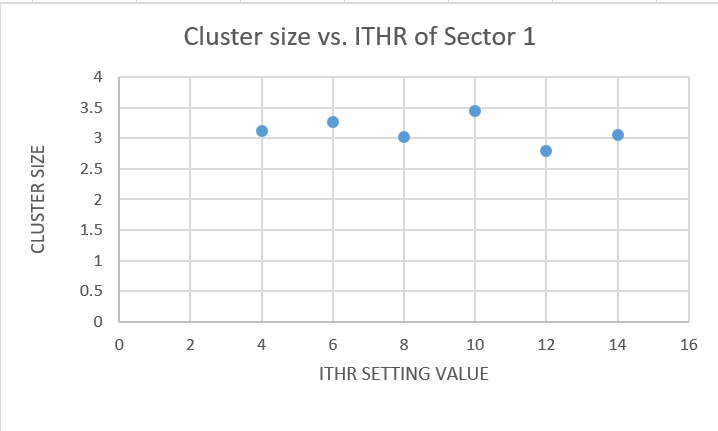 Cluster size vs. ITHR of Sector 1
4
3.5
3
2.5
2
1.5
1
0.5
0
CLUSTER SIZE
0 2 4 6 8 10 12 14 16
ITHR SETTING VALUE